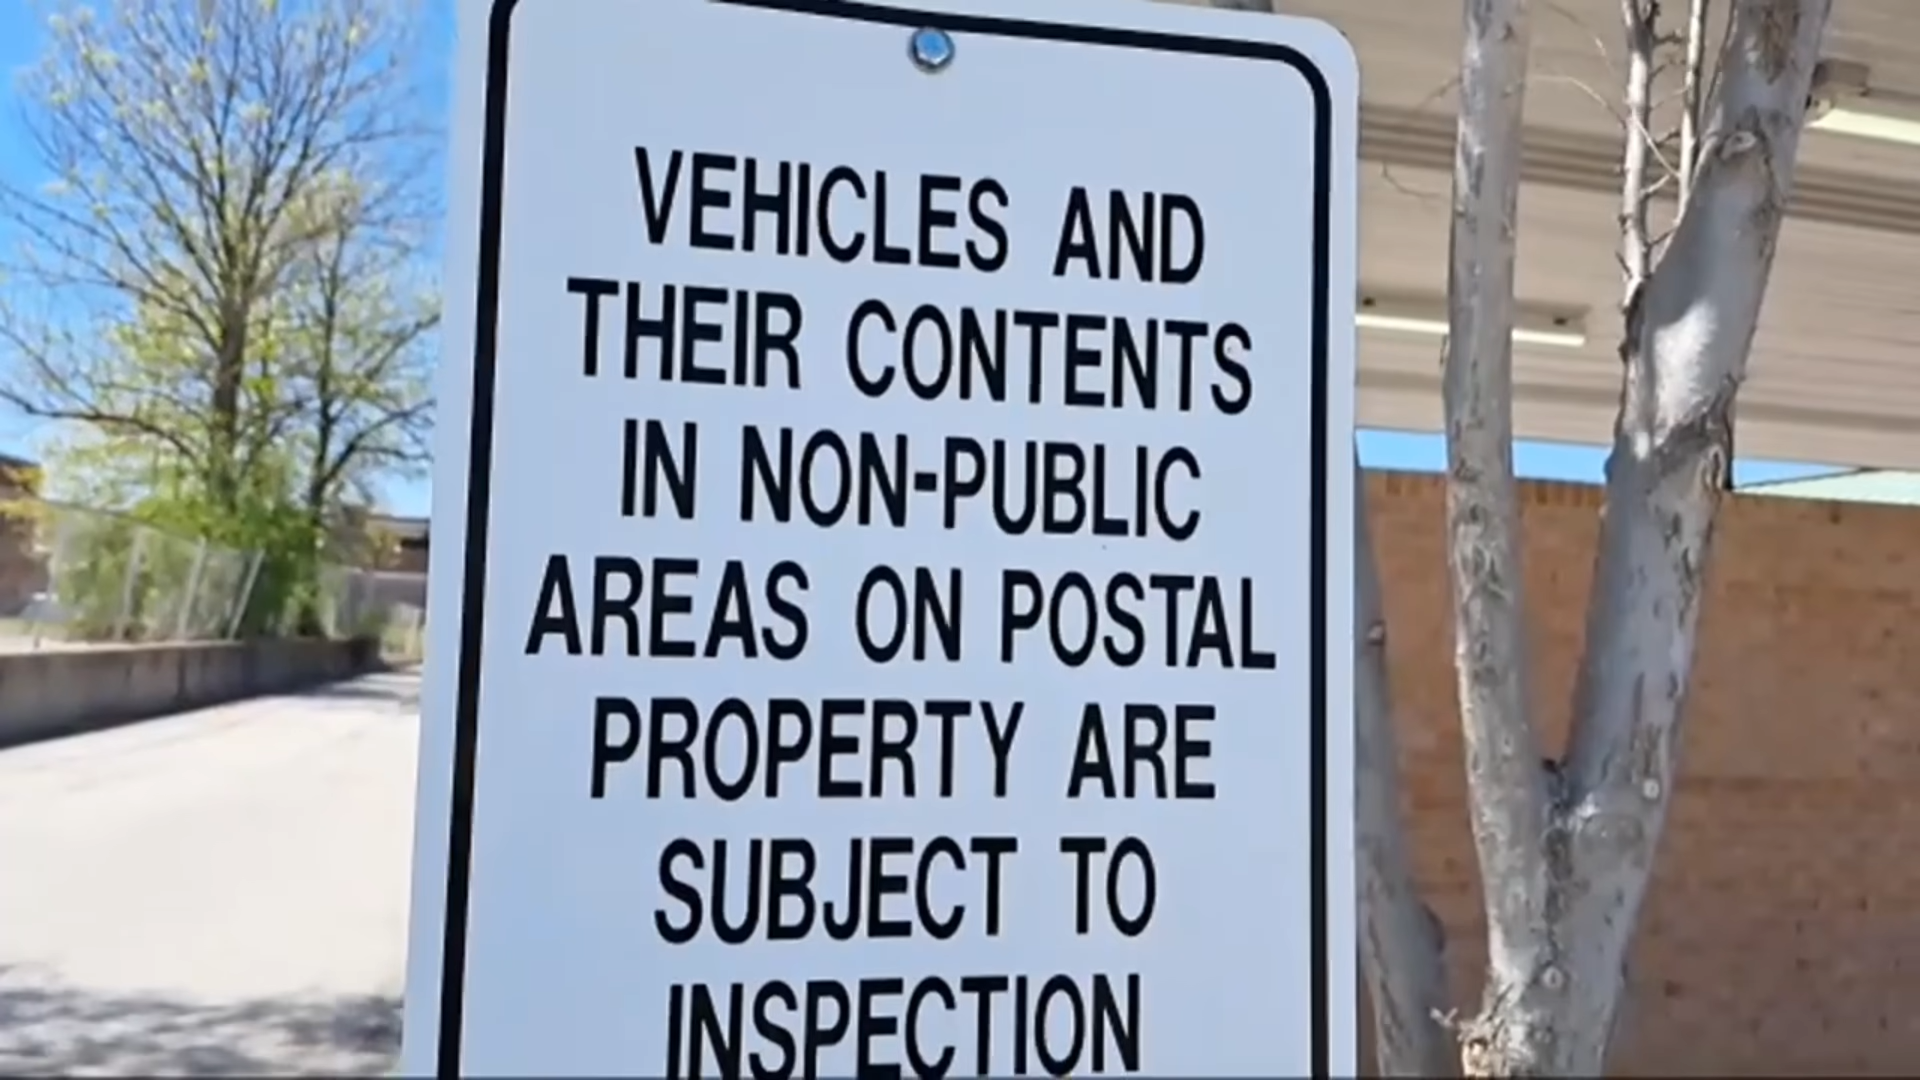 VEHICLES AND
THEIR CONTENTS
IN NON-PUBLIC
AREAS ON POSTAL
PROPERTY ARE
SUBJECT TO
INSPECTION